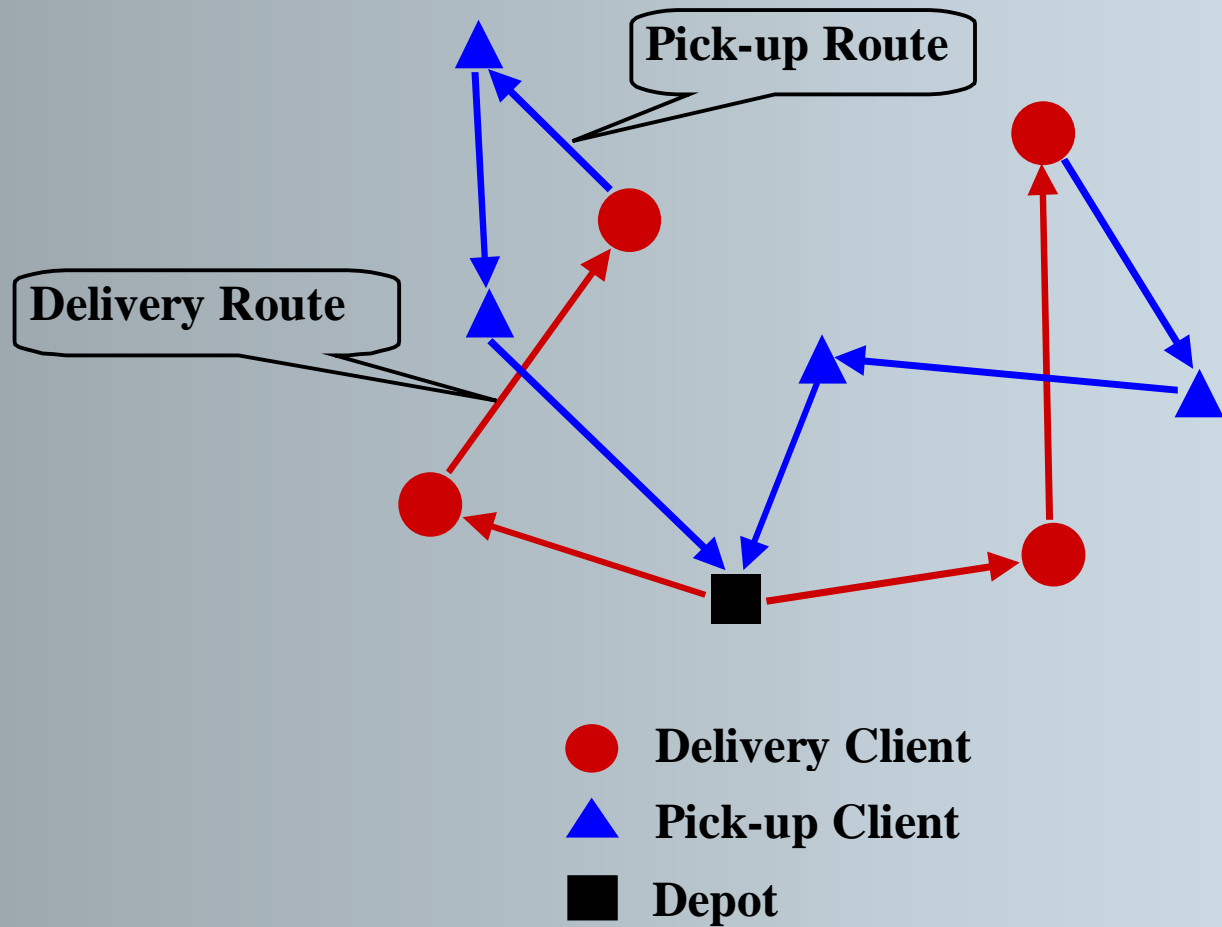 Pick-up Route
Delivery Route
Delivery Client
Pick-up Client
Depot